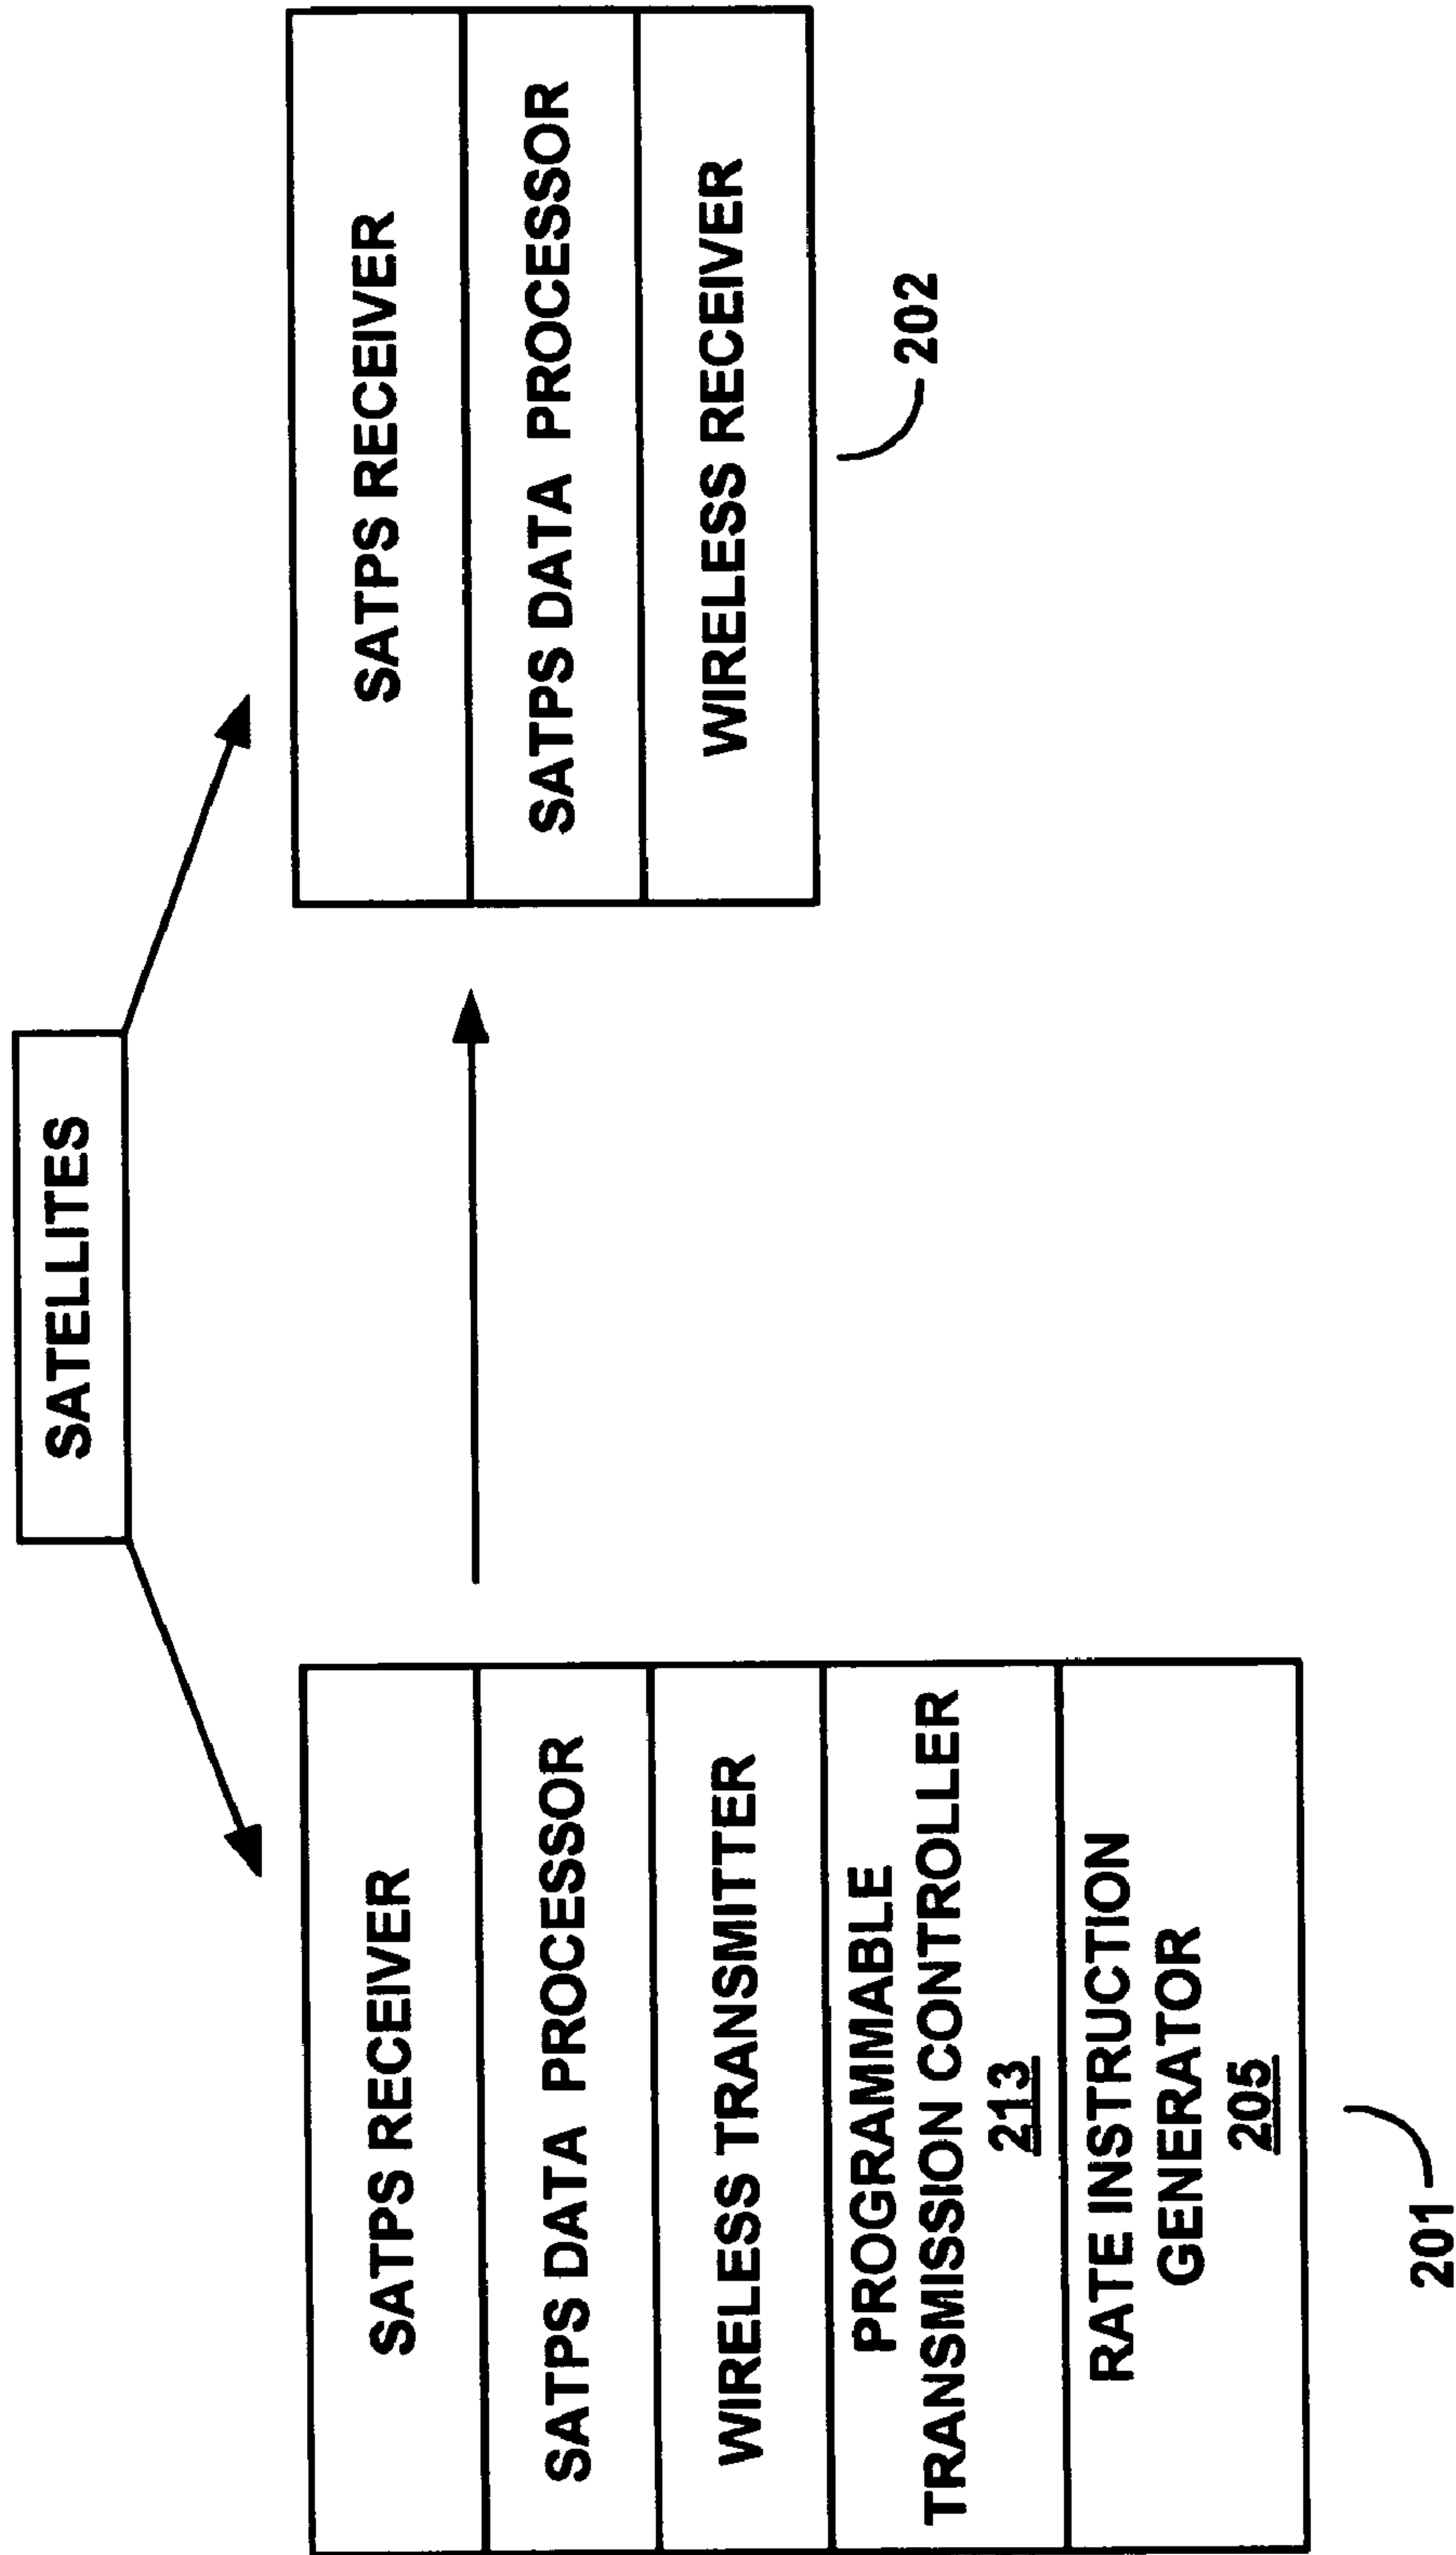 SATELLITES
SATPS RECEIVER
SATPS DATA PROCESSOR
WIRELESS TRANSMITTER
PROGRAMMABLE
TRANSMISSION CONTROLLER
213
RATE INSTRUCTION
GENERATOR
205
201
SATPS RECEIVER
SATPS DATA PROCESSOR
WIRELESS RECEIVER
202